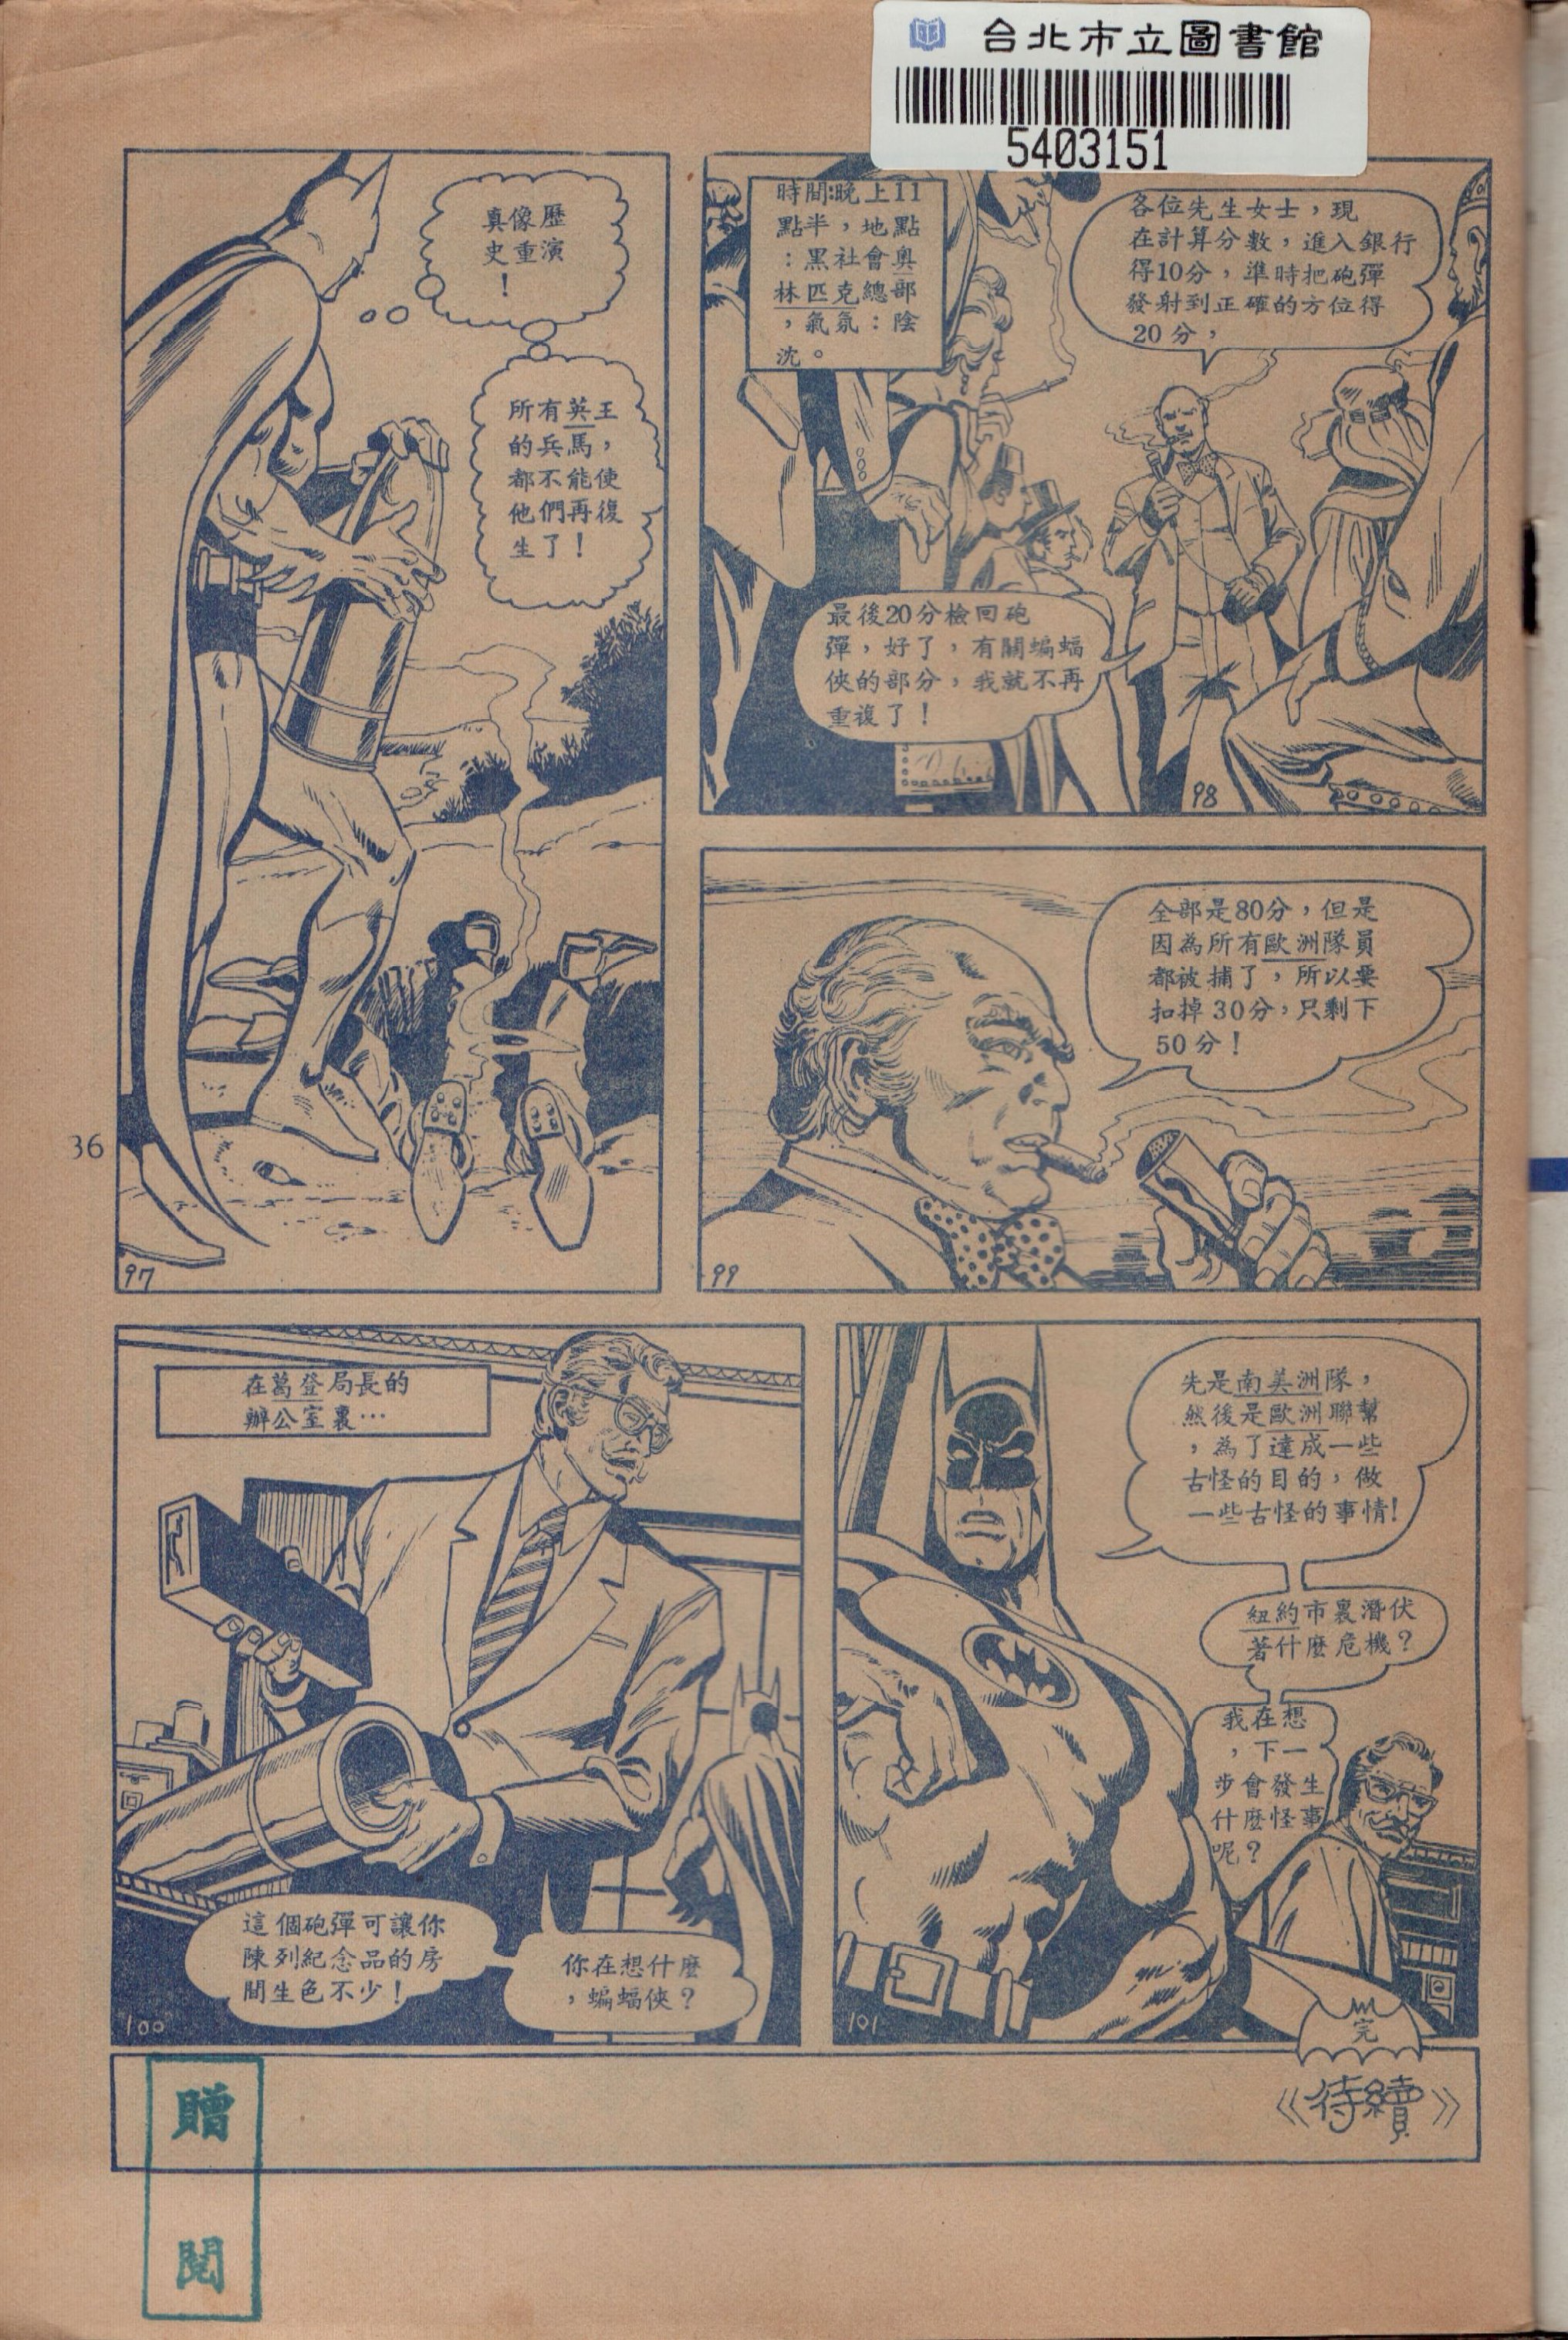 台北市立圖書館
5403151
真像歷
史重演
!
所有英王
的兵馬,
都不能使
他們再復
生了!
97
時間:晚上11
點半,地點
:黑社會奧
林匹克總部
,氣氛:陰
沈。
各位先生女士,現
在計算分數,進入銀行
得10分,準時把砲彈
發射到正確的方位得
20分,
最後20分檢回砲
彈,好了,有關蝙蝠
俠的部分,我就不再
重複了!
98
全部是80分,但是
因為所有歐洲隊員
都被捕了,所以要
扣掉30分,只剩下
50分!
99
36
在葛登局長的
辦公室裏…
這個砲彈可讓你
陳列紀念品的房
間生色不少!
你在想什麼
,蝙蝠俠?
100
先是南美洲隊,
然後是歐洲聯幫
,為了達成一些
古怪的目的,做
一些古怪的事情!
紐約市裏潛伏
著什麼危機?
我在想
,下一
步會發生
什麼怪事
呢?
101
完
《待續》
贈
閱